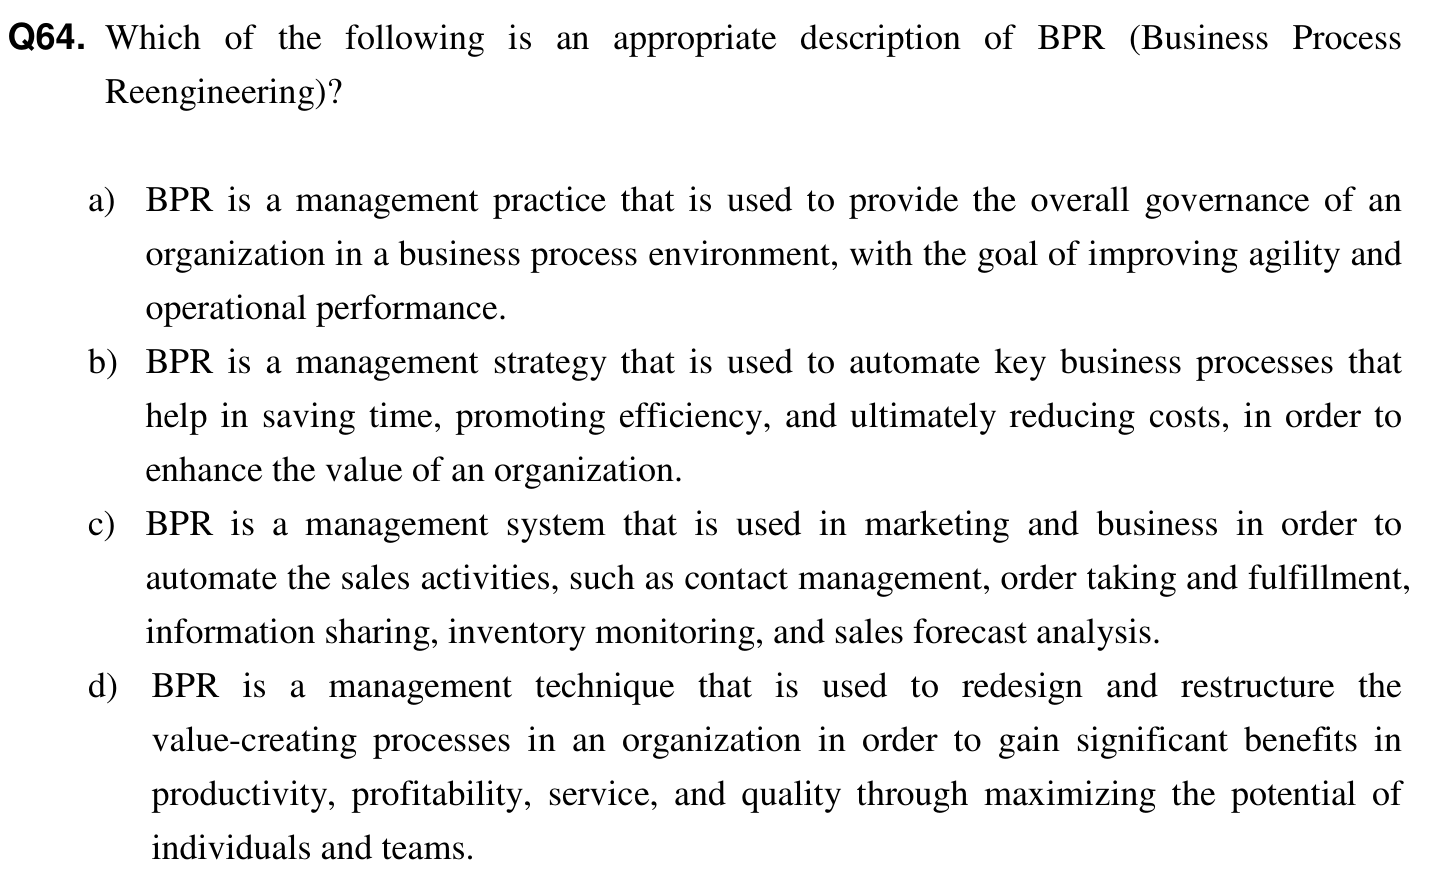 Q64. Which of the following is an appropriate description of BPR (Business Process
Reengineering)?
a) BPR is a management practice that is used to provide the overall governance of an
organization in a business process environment, with the goal of improving agility and
operational performance.
b) BPR is a management strategy that is used to automate key business processes that
help in saving time, promoting efficiency, and ultimately reducing costs, in order to
enhance the value of an organization.
c) BPR is a management system that is used in marketing and business in order to
automate the sales activities, such as contact management, order taking and fulfillment,
information sharing, inventory monitoring, and sales forecast analysis.
d) BPR is a management technique that is used to redesign and restructure the
value-creating processes in an organization in order to gain significant benefits in
productivity, profitability, service, and quality through maximizing the potential of
individuals and teams.